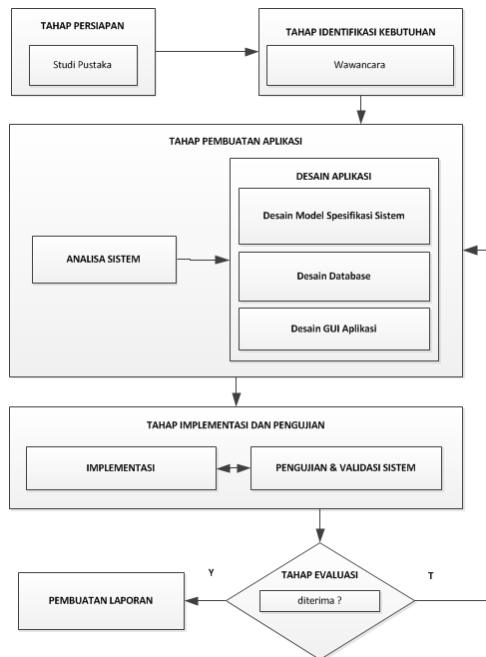 TAHAP PERSIAPAN
Studi Pustaka
TAHAP IDENTIFIKASI KEBUTUHAN
Wawancara
TAHAP PEMBUATAN APLIKASI
ANALISA SISTEM
DESAIN APLIKASI
Desain Model Spesifikasi Sistem
Desain Database
Desain GUI Aplikasi
TAHAP IMPLEMENTASI DAN PENGUJIAN
IMPLEMENTASI
PENGUJIAN & VALIDASI SISTEM
TAHAP EVALUASI
diterima ?
Y
T
PEMBUATAN LAPORAN